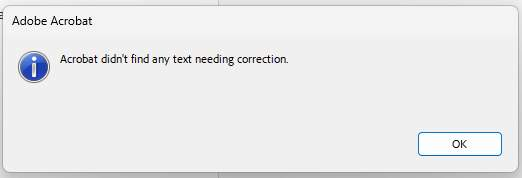 Adobe Acrobat
Acrobat didn't find any text needing correction.
OK